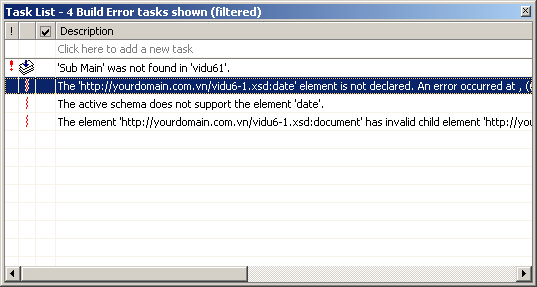 Task List - 4 Build Error tasks shown (filtered)
! Description
Click here to add a new task
'Sub Main' was not found in 'vidu61'.
The 'http://yourdomain.com.vn/vidu6-1.xsd:date' element is not declared. An error occurred at , (6
The active schema does not support the element 'date'.
The element 'http://yourdomain.com.vn/vidu6-1.xsd:document' has invalid child element 'http://yo